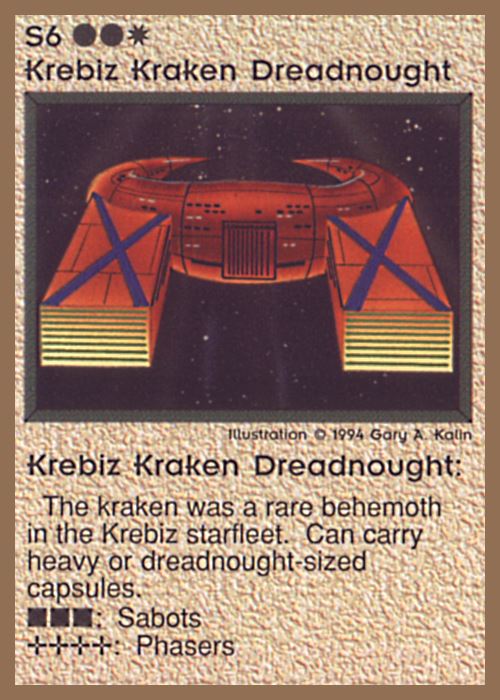 S6 ●●✷
Krebiz Kraken Dreadnought
Illustration © 1994 Gary A. Kalin
Krebiz Kraken Dreadnought:
The kraken was a rare behemoth
in the Krebiz starfleet. Can carry
heavy or dreadnought-sized
capsules.
■■■: Sabots
✛✛✛✛: Phasers